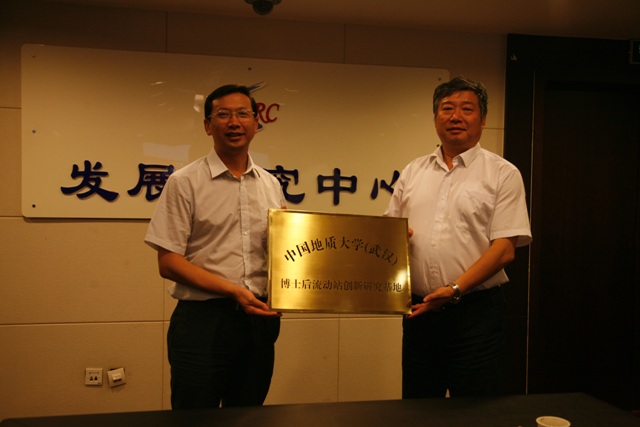 RC
发展 究中心
中国地质大学(武汉)
博士后流动站创新研究基地